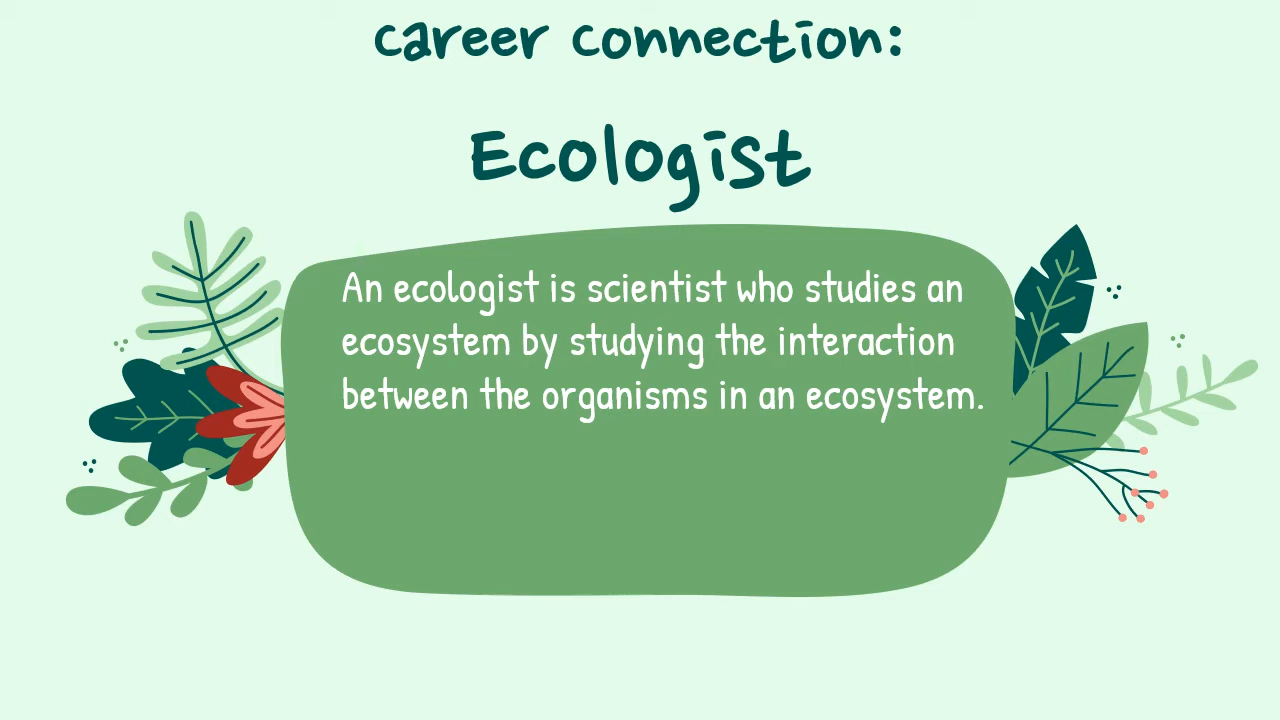 career connection:
Ecologist
An ecologist is scientist who studies an
ecosystem by studying the interaction
between the organisms in an ecosystem.